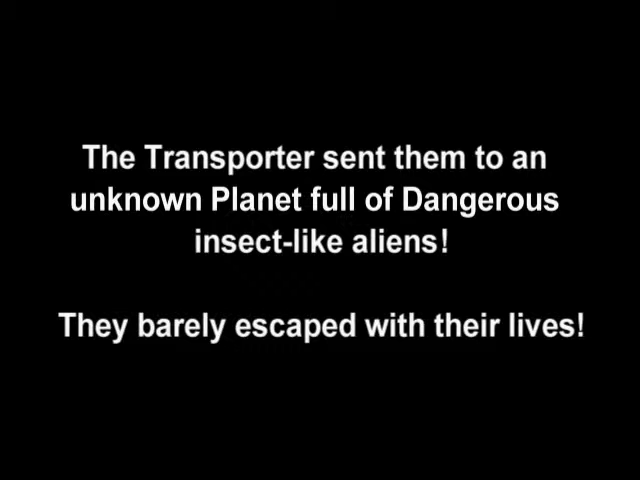 The Transporter sent them to an
unknown Planet full of Dangerous
insect-like aliens!
They barely escaped with their lives!